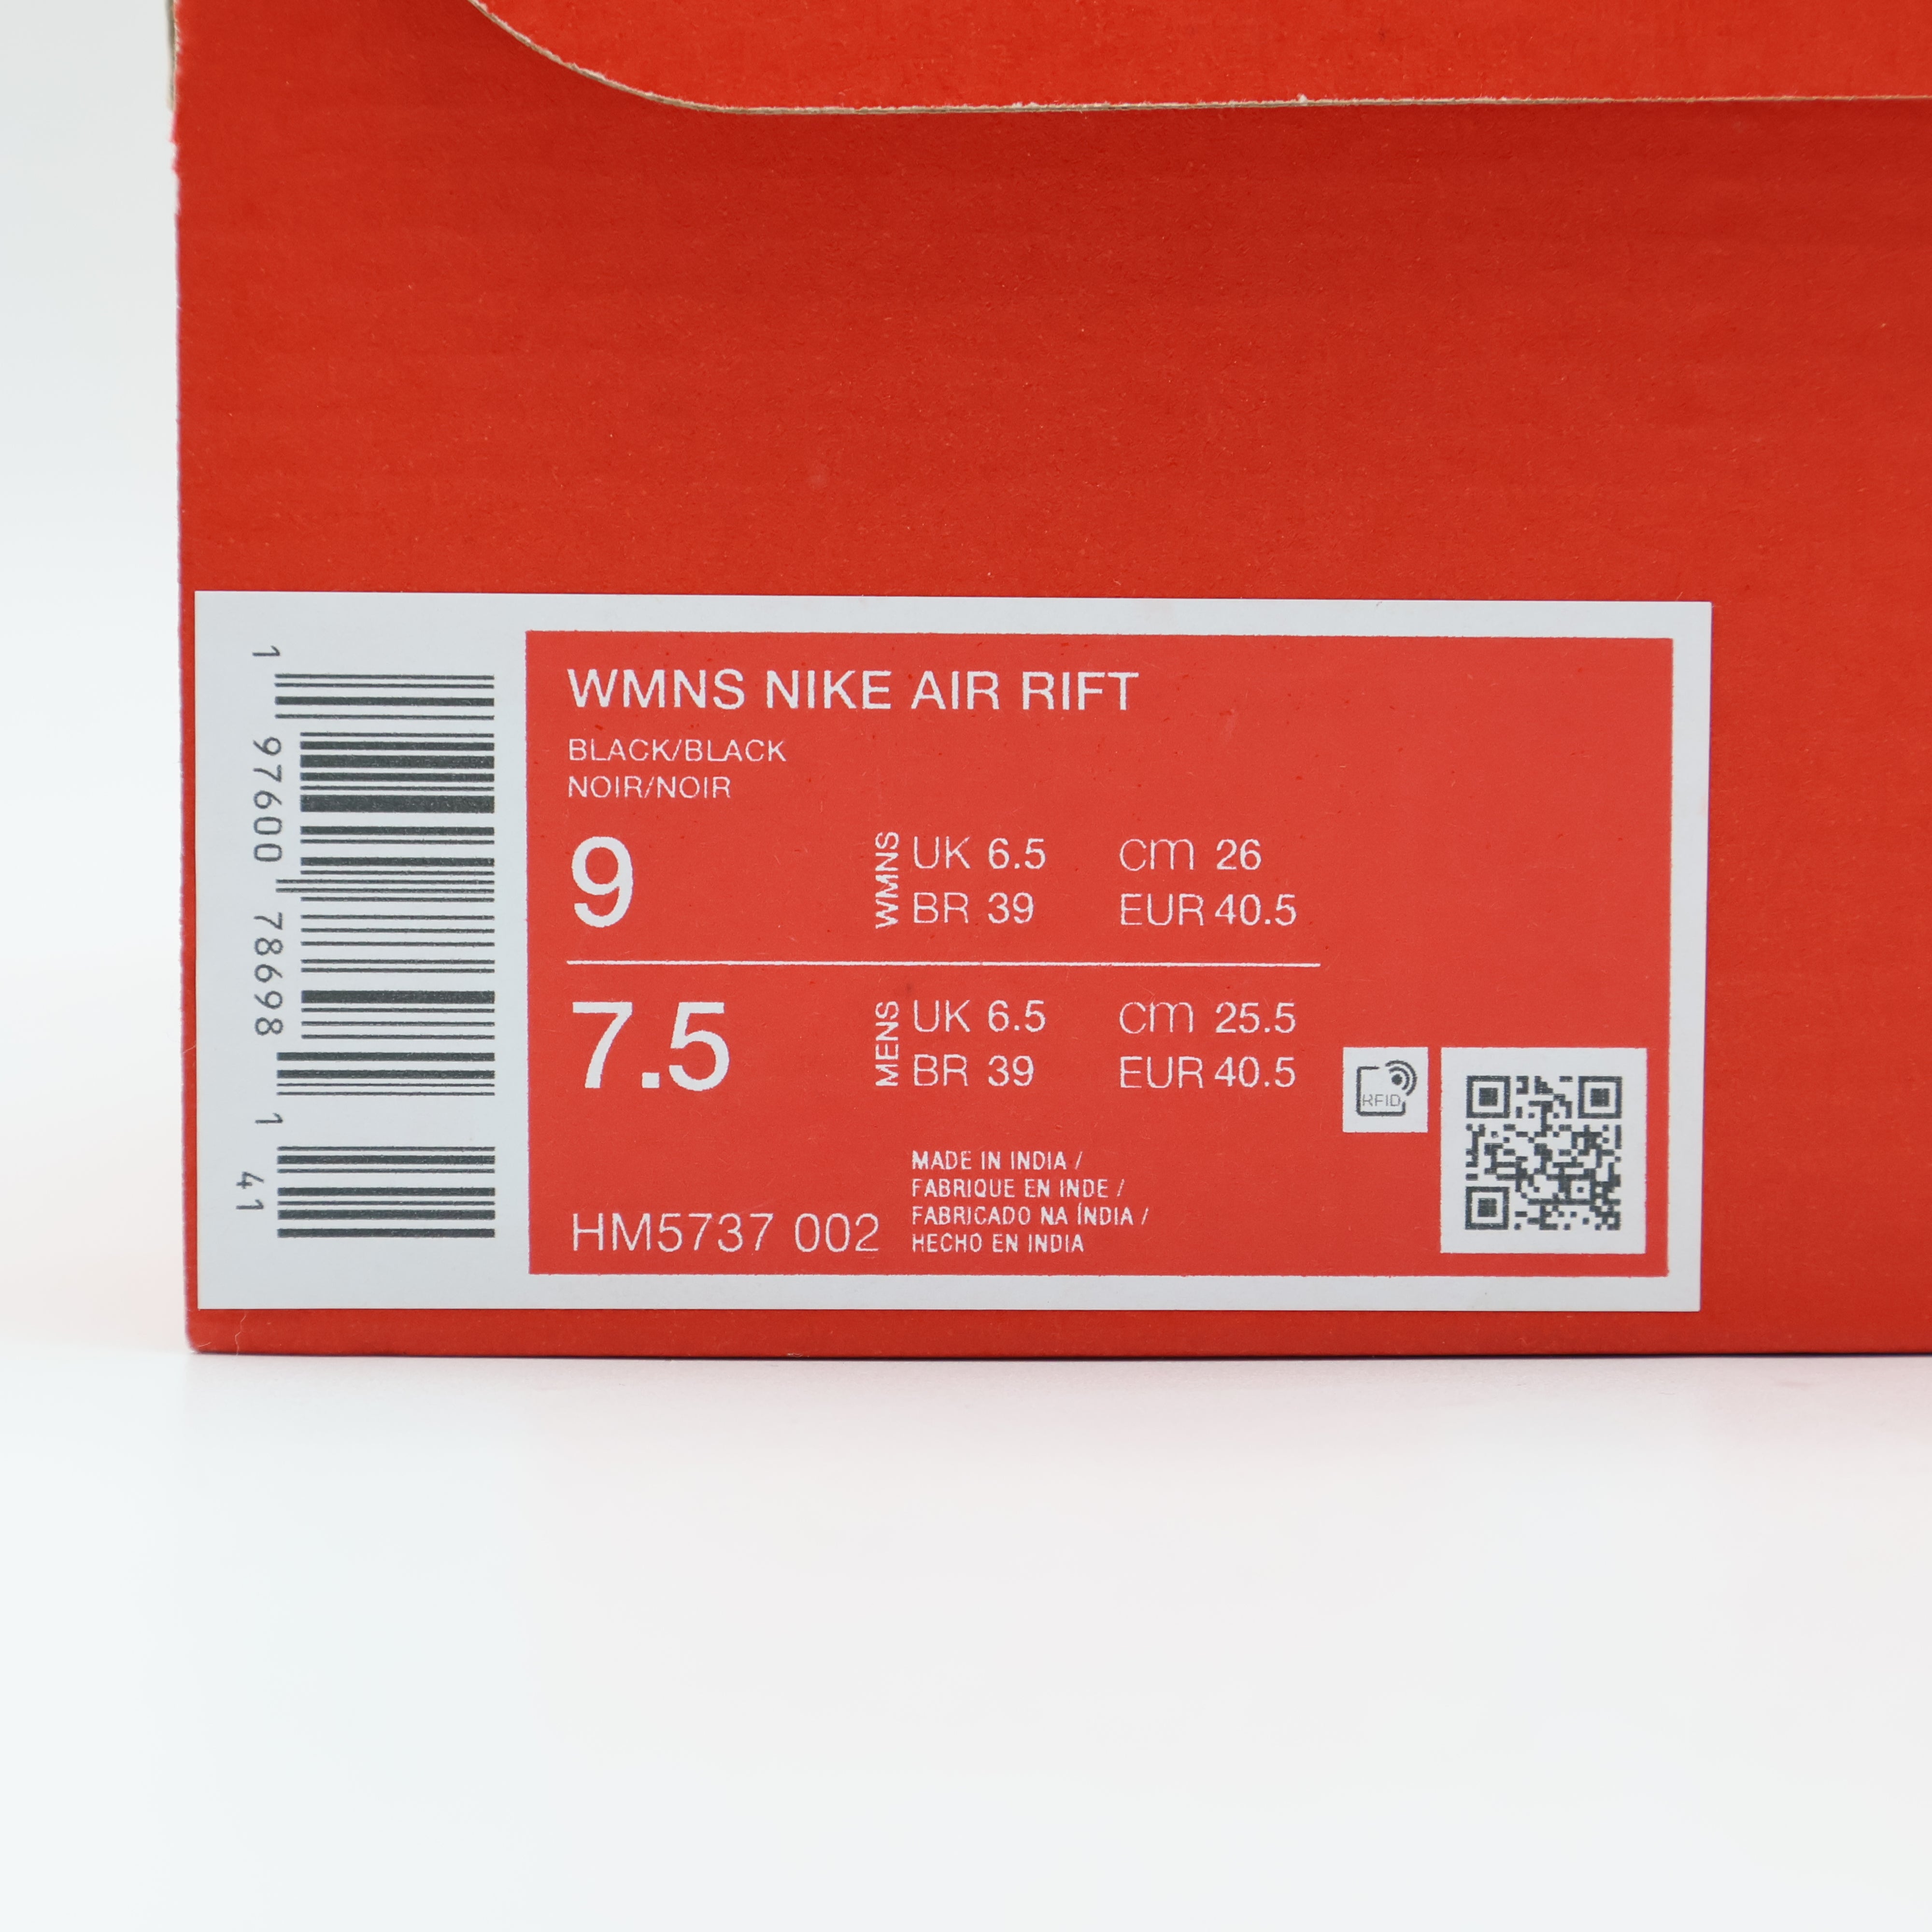 1 97600 78698 1
41
WMNS NIKE AIR RIFT
BLACK/BLACK
NOIR/NOIR
9 WMNS UK 6.5 cm 26
BR 39 EUR 40.5
7.5 MENS UK 6.5 cm 25.5
BR 39 EUR 40.5
RFID
MADE IN INDIA /
FABRIQUE EN INDE /
FABRICADO NA ÍNDIA /
HM5737 002 HECHO EN INDIA